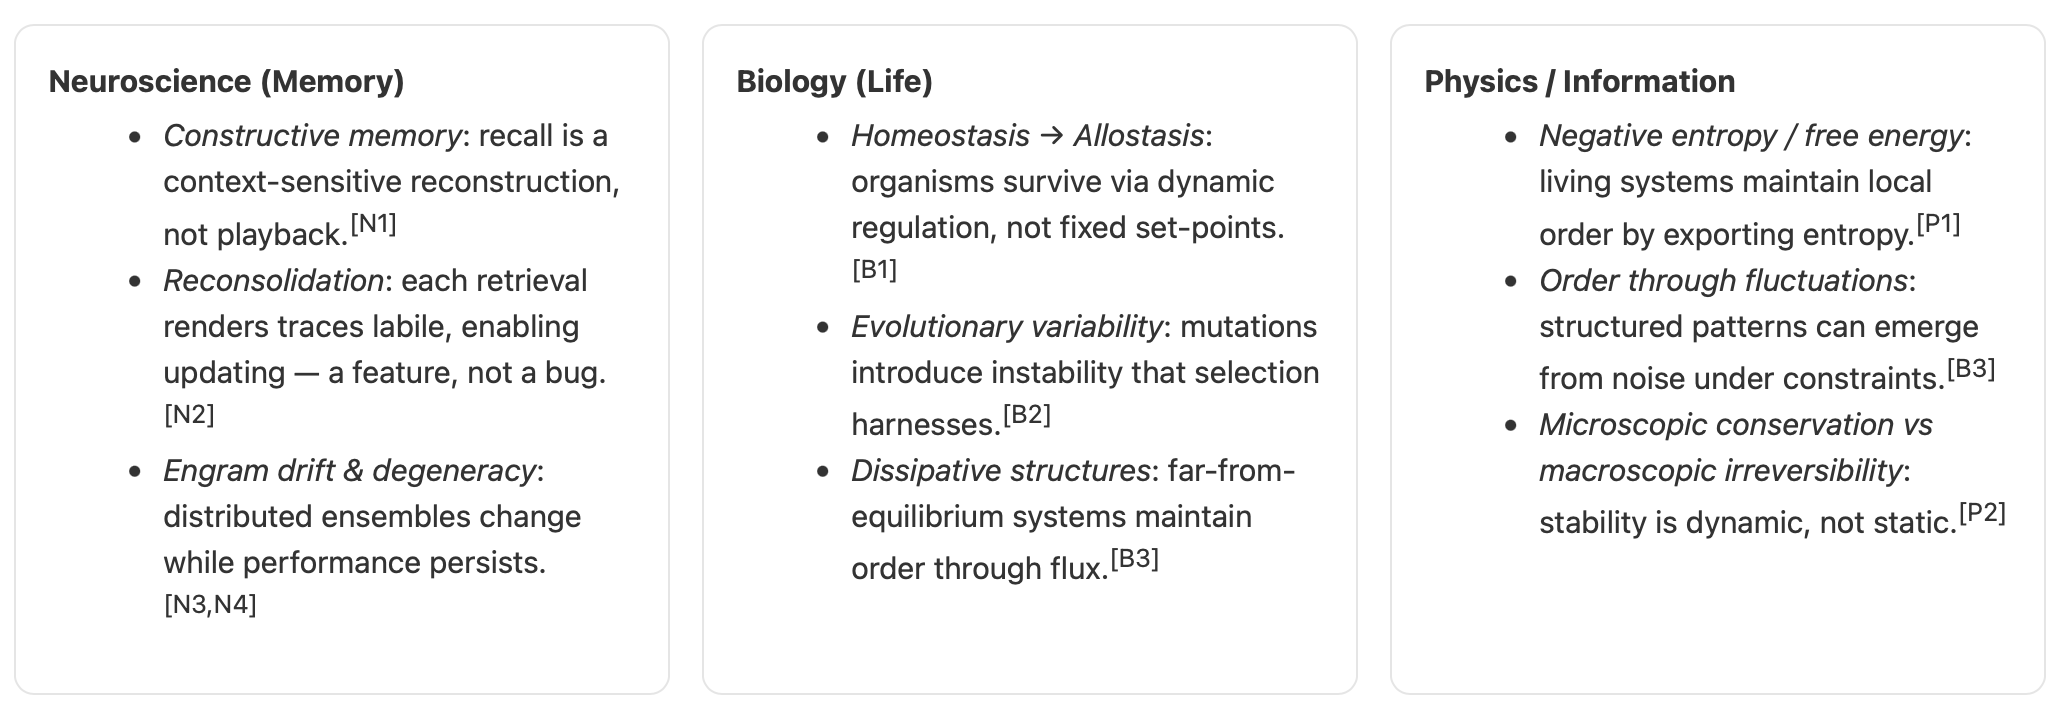 Neuroscience (Memory)
• Constructive memory: recall is a
context-sensitive reconstruction,
not playback.[N1]
• Reconsolidation: each retrieval
renders traces labile, enabling
updating — a feature, not a bug.
[N2]
• Engram drift & degeneracy:
distributed ensembles change
while performance persists.
[N3,N4]
Biology (Life)
• Homeostasis → Allostasis:
organisms survive via dynamic
regulation, not fixed set-points.
[B1]
• Evolutionary variability: mutations
introduce instability that selection
harnesses.[B2]
• Dissipative structures: far-from-
equilibrium systems maintain
order through flux.[B3]
Physics / Information
• Negative entropy / free energy:
living systems maintain local
order by exporting entropy.[P1]
• Order through fluctuations:
structured patterns can emerge
from noise under constraints.[B3]
• Microscopic conservation vs
macroscopic irreversibility:
stability is dynamic, not static.[P2]